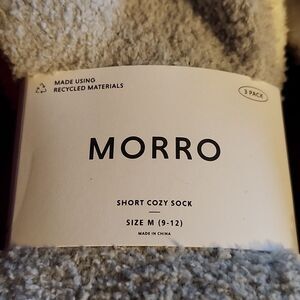 MADE USING
RECYCLED MATERIALS
3 PACK
MORRO
SHORT COZY SOCK
SIZE M (9-12)
MADE IN CHINA